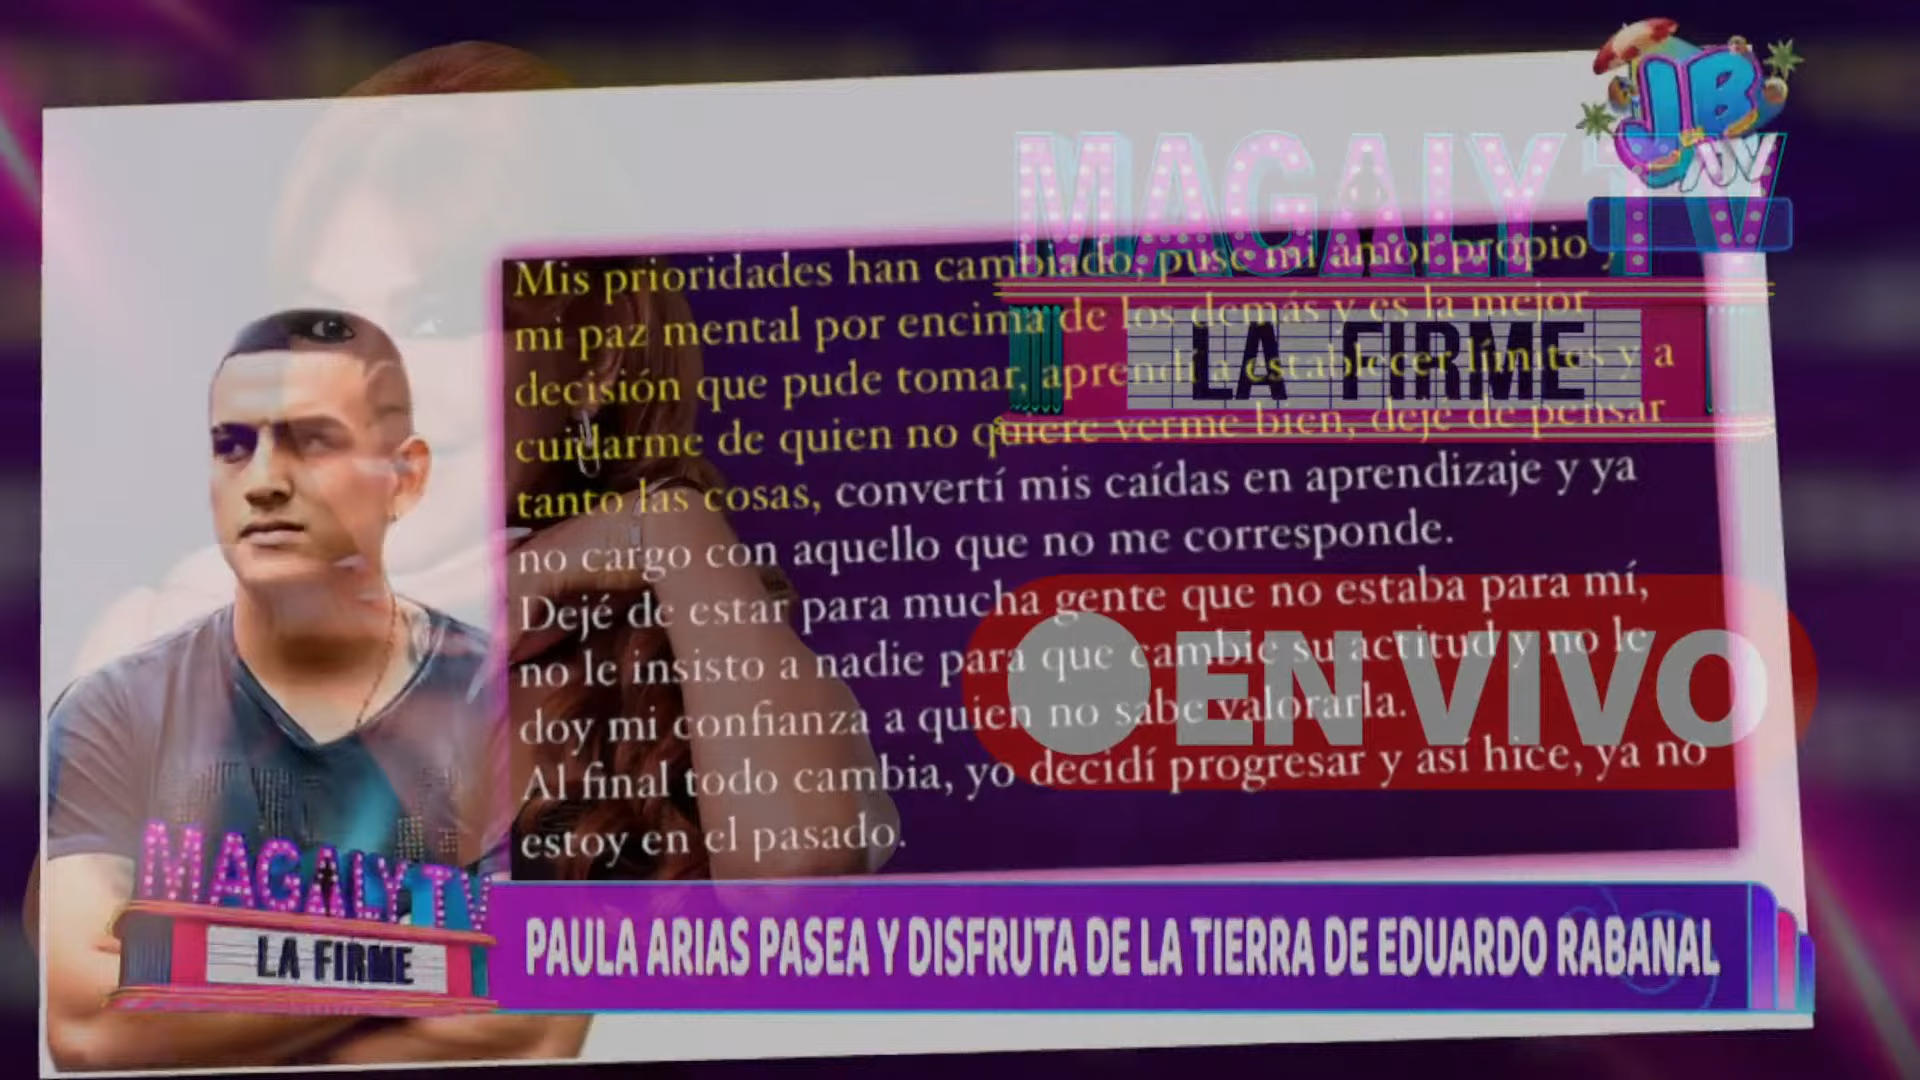 JB
MAGALY TV
LA FIRME
Mis prioridades han cambiado, puse mi amor propio y
mi paz mental por encima de los demás y es la mejor
decisión que pude tomar, aprendí a establecer límites y a
cuidarme de quien no quiere verme bien, deje de pensar
tanto las cosas, convertí mis caídas en aprendizaje y ya
no cargo con aquello que no me corresponde.
Dejé de estar para mucha gente que no estaba para mí,
no le insisto a nadie para que cambie su actitud y no le
doy mi confianza a quien no sabe valorarla.
Al final todo cambia, yo decidí progresar y así hice, ya no
estoy en el pasado.
EN VIVO
MAGALY TV
LA FIRME
PAULA ARIAS PASEA Y DISFRUTA DE LA TIERRA DE EDUARDO RABANAL